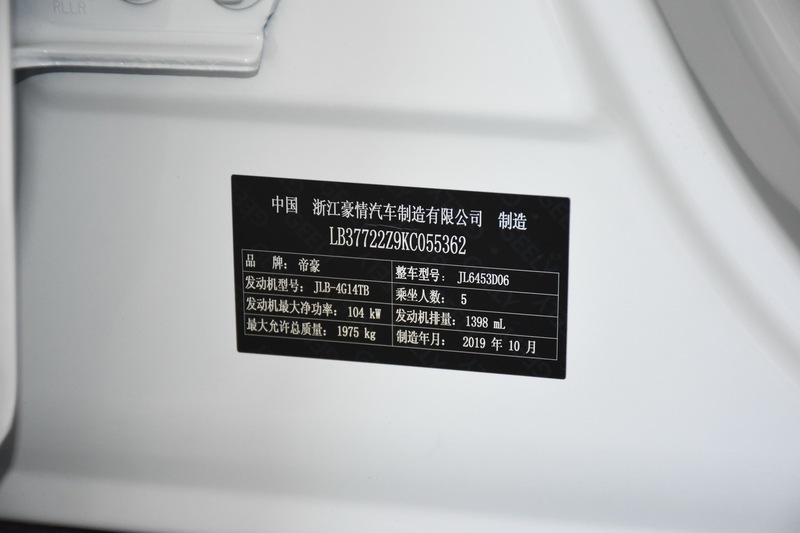 RLLR
中国 浙江豪情汽车制造有限公司 制造
LB37722Z9KC055362
品 牌：帝豪 整车型号：JL6453D06
发动机型号：JLB-4G14TB 乘坐人数：5
发动机最大净功率：104 kW 发动机排量：1398 mL
最大允许总质量：1975 kg 制造年月：2019 年 10 月